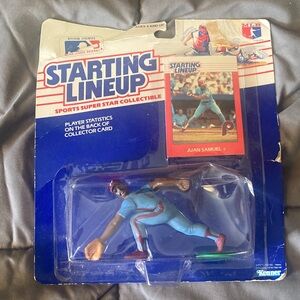 STARTING
LINEUP
SPORTS SUPER STAR COLLECTIBLE
PLAYER STATISTICS
ON THE BACK OF
COLLECTOR CARD
STARTING
LINEUP
JUAN SAMUEL
Kenner